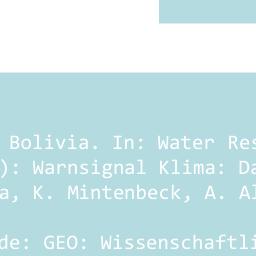 Bolivia. In: Water Res
): Warnsignal Klima: Da
a, K. Mintenbeck, A. Al
de: GEO: Wissenschaftli